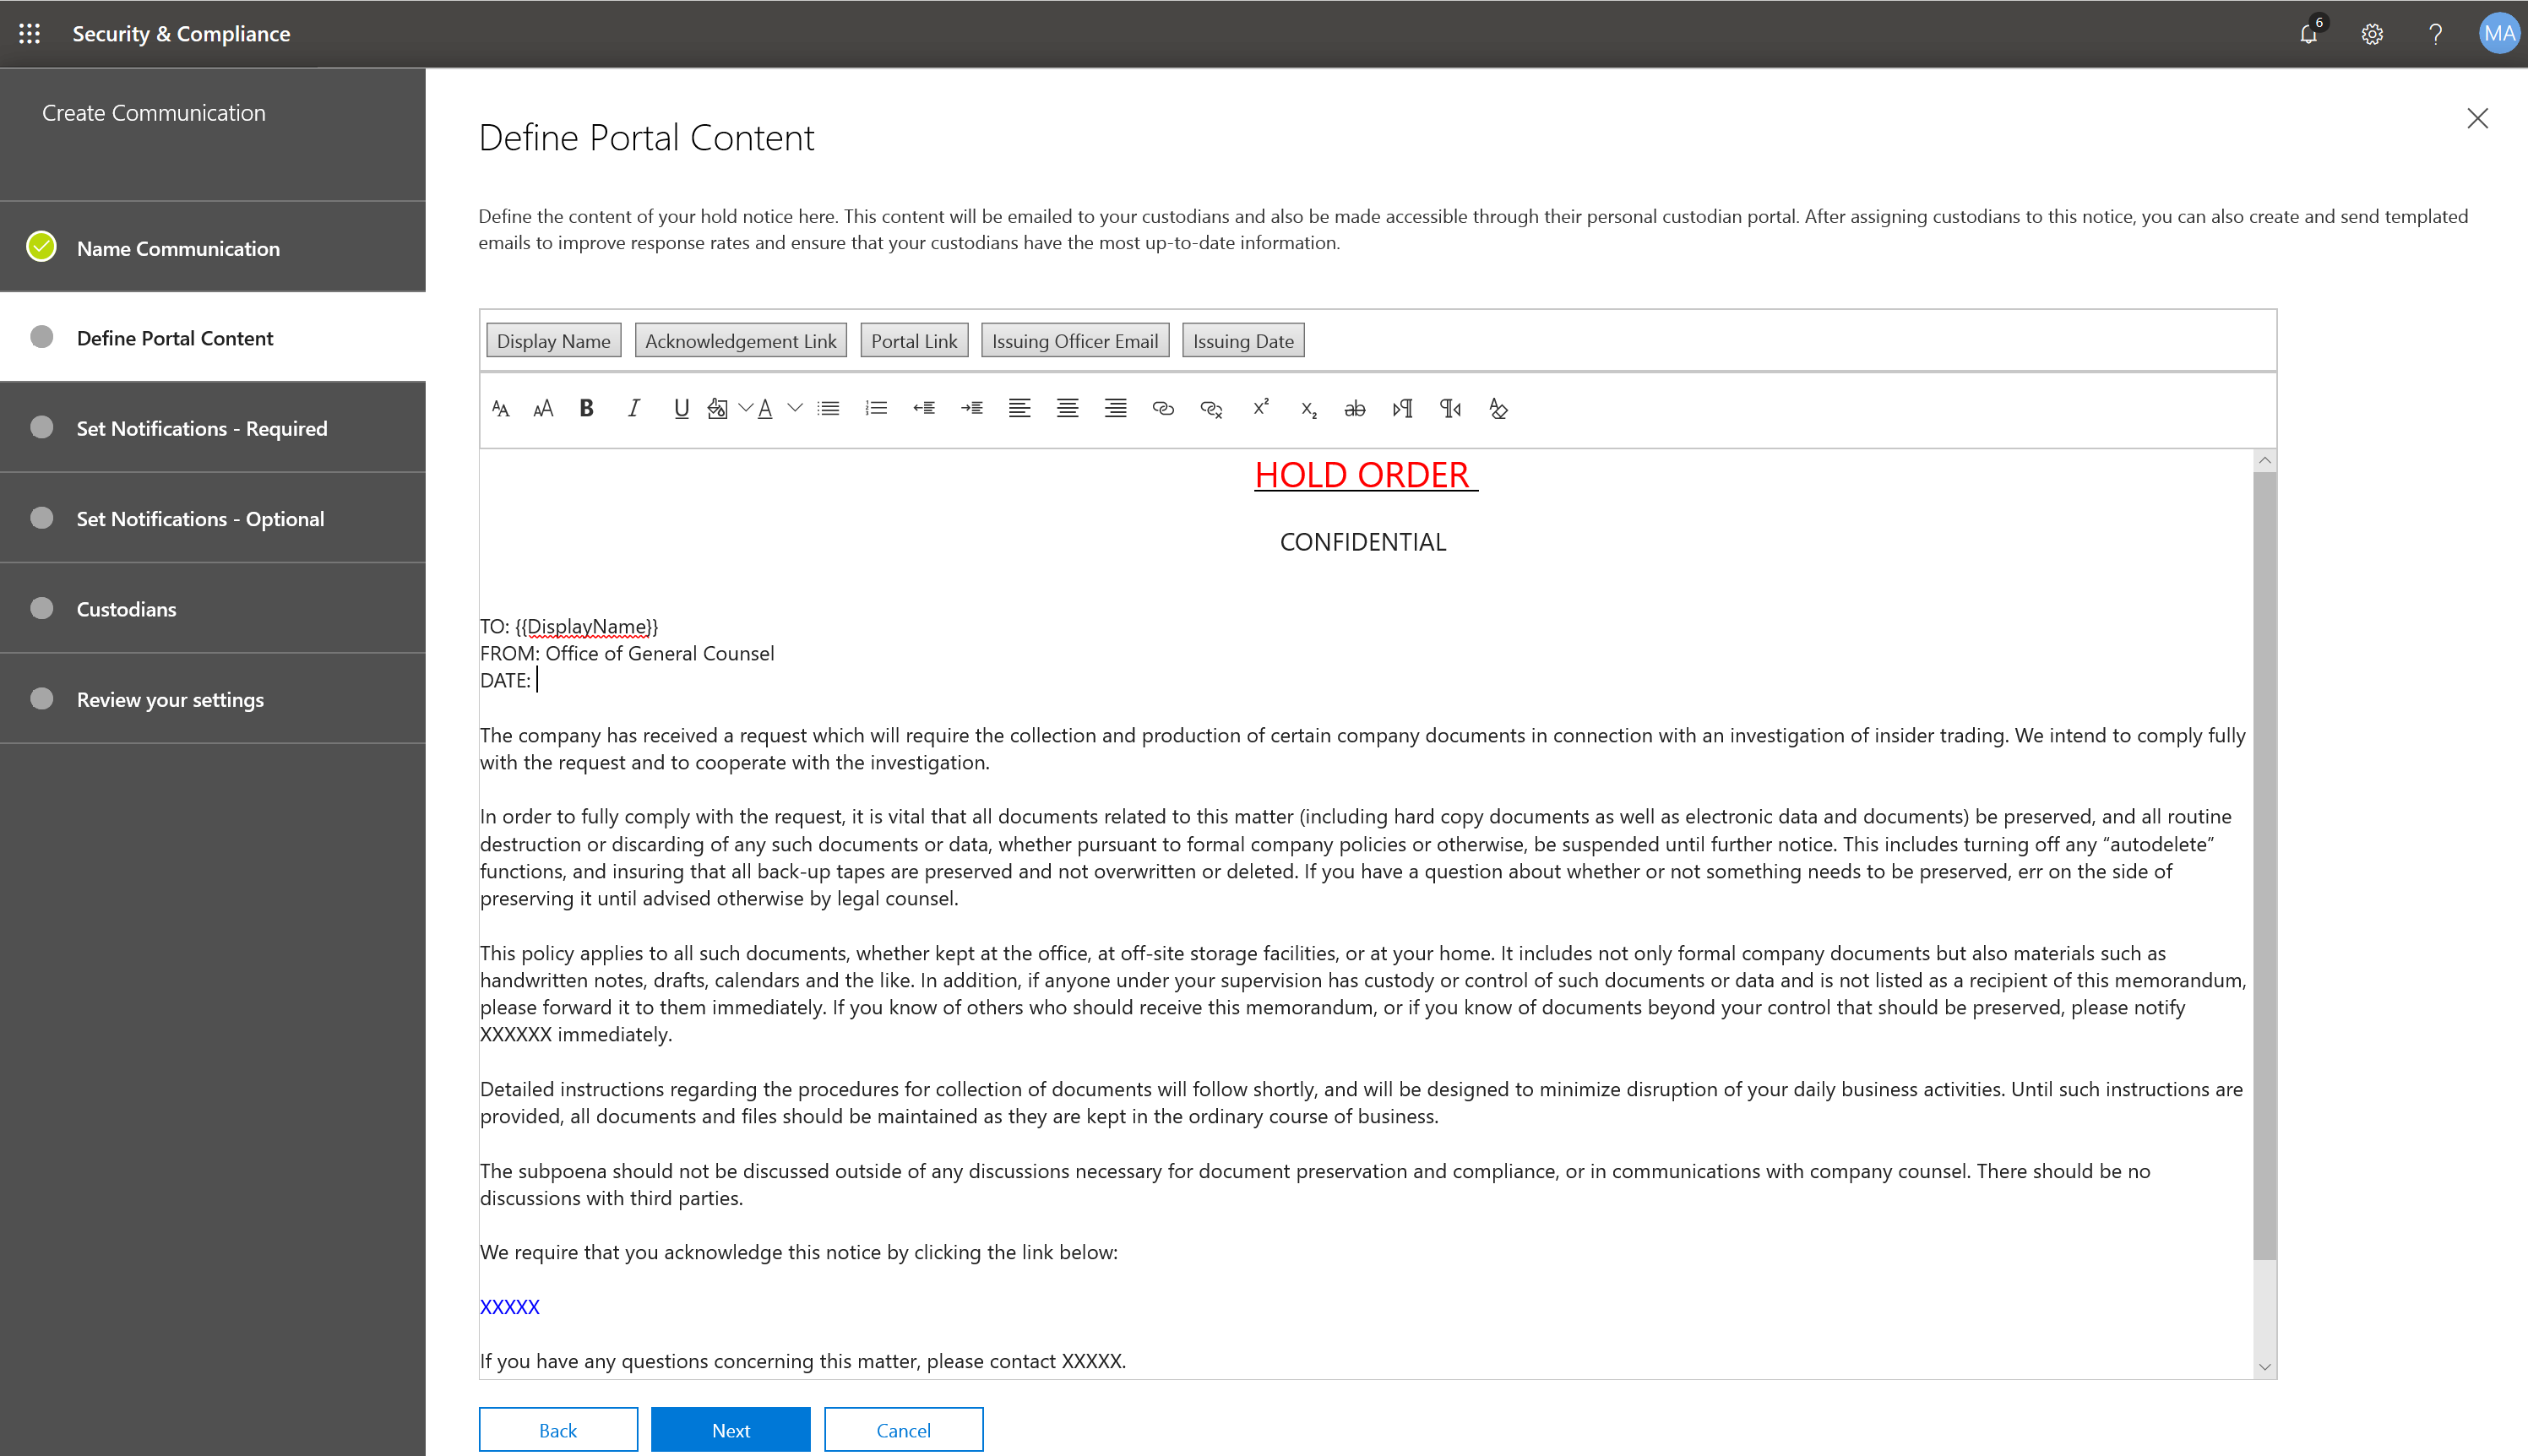 Security & Compliance
6
MA
Create Communication
Name Communication
Define Portal Content
Set Notifications - Required
Set Notifications - Optional
Custodians
Review your settings
Define Portal Content
Define the content of your hold notice here. This content will be emailed to your custodians and also be made accessible through their personal custodian portal. After assigning custodians to this notice, you can also create and send templated
emails to improve response rates and ensure that your custodians have the most up-to-date information.
Display Name Acknowledgement Link Portal Link Issuing Officer Email Issuing Date
HOLD ORDER
CONFIDENTIAL
TO: {{DisplayName}}
FROM: Office of General Counsel
DATE:
The company has received a request which will require the collection and production of certain company documents in connection with an investigation of insider trading. We intend to comply fully
with the request and to cooperate with the investigation.
In order to fully comply with the request, it is vital that all documents related to this matter (including hard copy documents as well as electronic data and documents) be preserved, and all routine
destruction or discarding of any such documents or data, whether pursuant to formal company policies or otherwise, be suspended until further notice. This includes turning off any “autodelete”
functions, and insuring that all back-up tapes are preserved and not overwritten or deleted. If you have a question about whether or not something needs to be preserved, err on the side of
preserving it until advised otherwise by legal counsel.
This policy applies to all such documents, whether kept at the office, at off-site storage facilities, or at your home. It includes not only formal company documents but also materials such as
handwritten notes, drafts, calendars and the like. In addition, if anyone under your supervision has custody or control of such documents or data and is not listed as a recipient of this memorandum,
please forward it to them immediately. If you know of others who should receive this memorandum, or if you know of documents beyond your control that should be preserved, please notify
XXXXXX immediately.
Detailed instructions regarding the procedures for collection of documents will follow shortly, and will be designed to minimize disruption of your daily business activities. Until such instructions are
provided, all documents and files should be maintained as they are kept in the ordinary course of business.
The subpoena should not be discussed outside of any discussions necessary for document preservation and compliance, or in communications with company counsel. There should be no
discussions with third parties.
We require that you acknowledge this notice by clicking the link below:
XXXXX
If you have any questions concerning this matter, please contact XXXXX.
Back Next Cancel